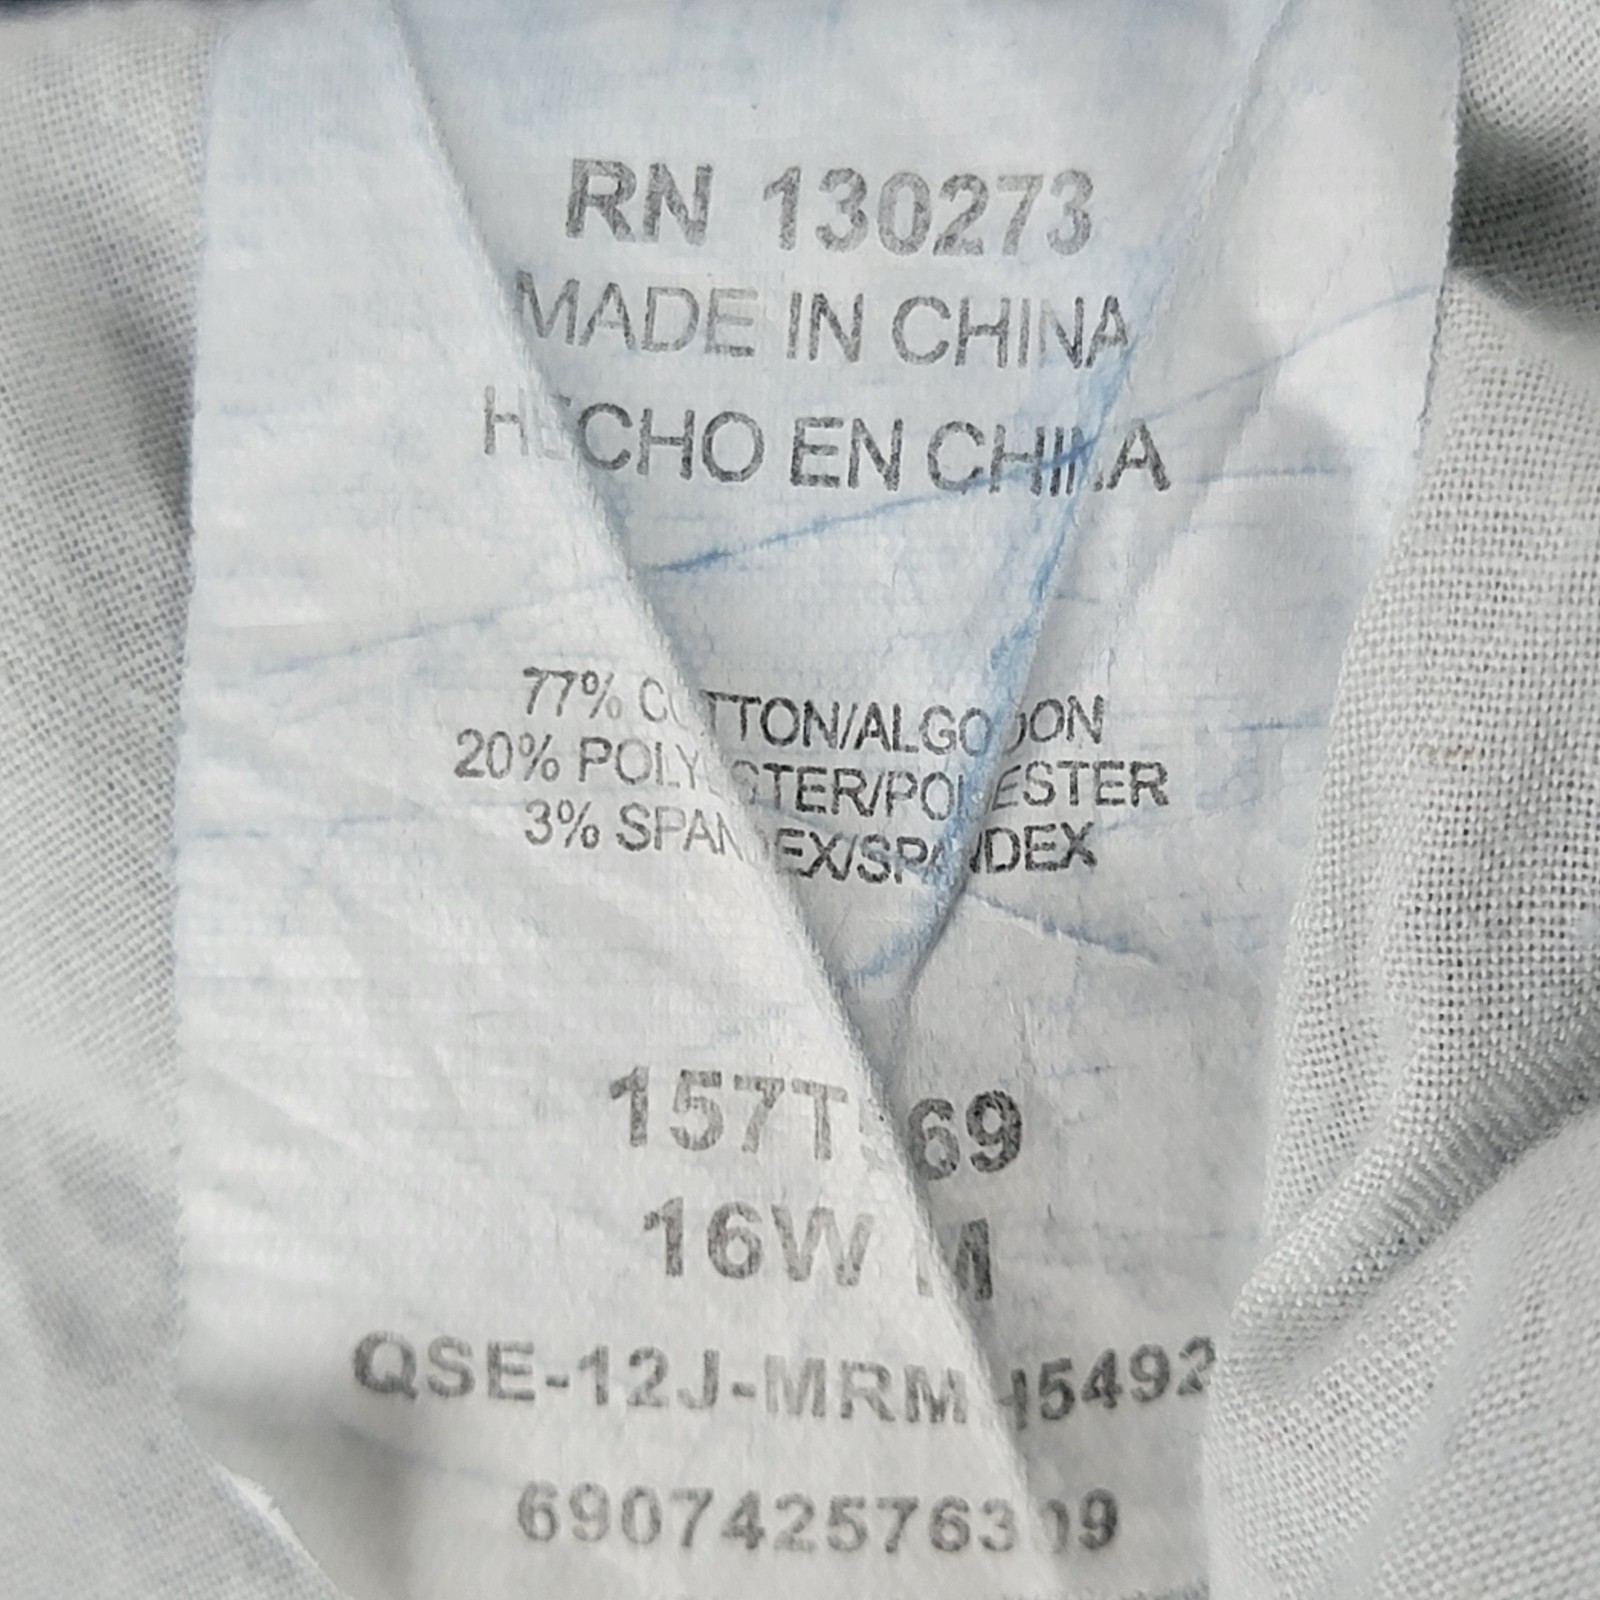 RN 130273
MADE IN CHINA
HECHO EN CHINA
77% COTTON/ALGODON
20% POLYESTER/POLIESTER
3% SPANDEX/SPANDEX
16W M